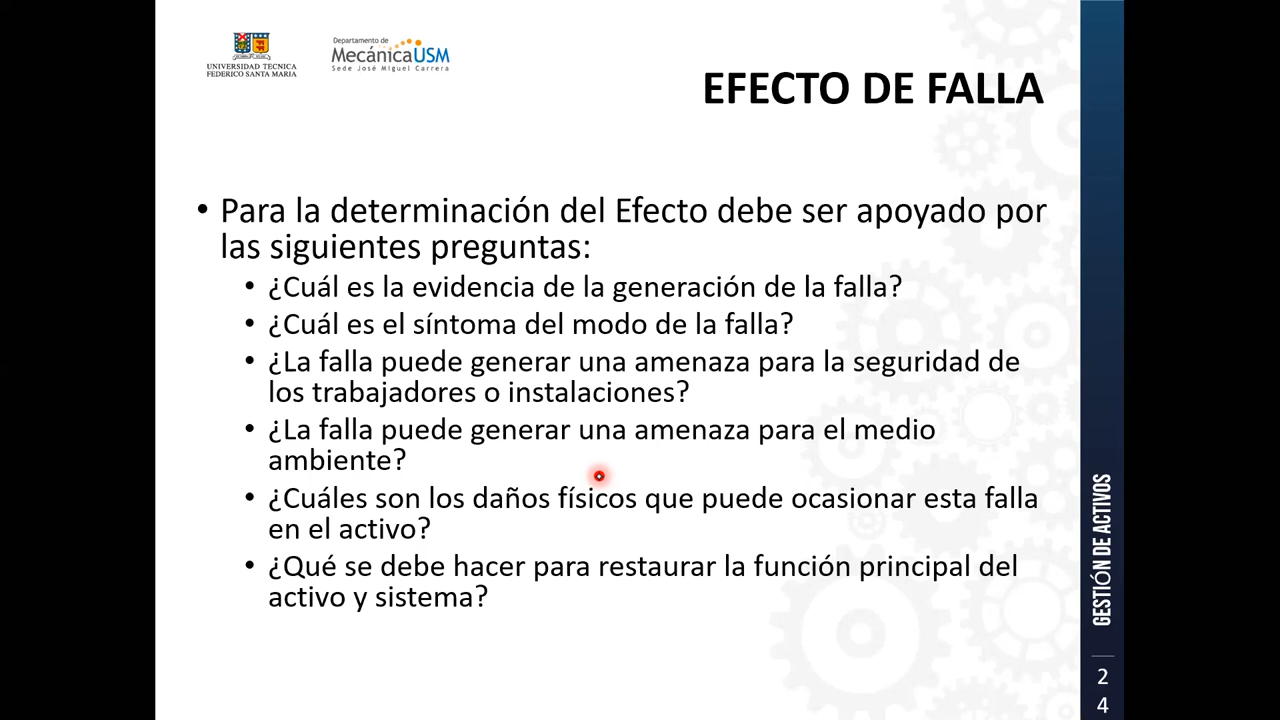 UNIVERSIDAD TECNICA
FEDERICO SANTA MARIA
Departamento de
MecánicaUSM
Sede José Miguel Carrera
EFECTO DE FALLA
• Para la determinación del Efecto debe ser apoyado por
las siguientes preguntas:
• ¿Cuál es la evidencia de la generación de la falla?
• ¿Cuál es el síntoma del modo de la falla?
• ¿La falla puede generar una amenaza para la seguridad de
los trabajadores o instalaciones?
• ¿La falla puede generar una amenaza para el medio
ambiente?
• ¿Cuáles son los daños físicos que puede ocasionar esta falla
en el activo?
• ¿Qué se debe hacer para restaurar la función principal del
activo y sistema?
GESTIÓN DE ACTIVOS
2
4